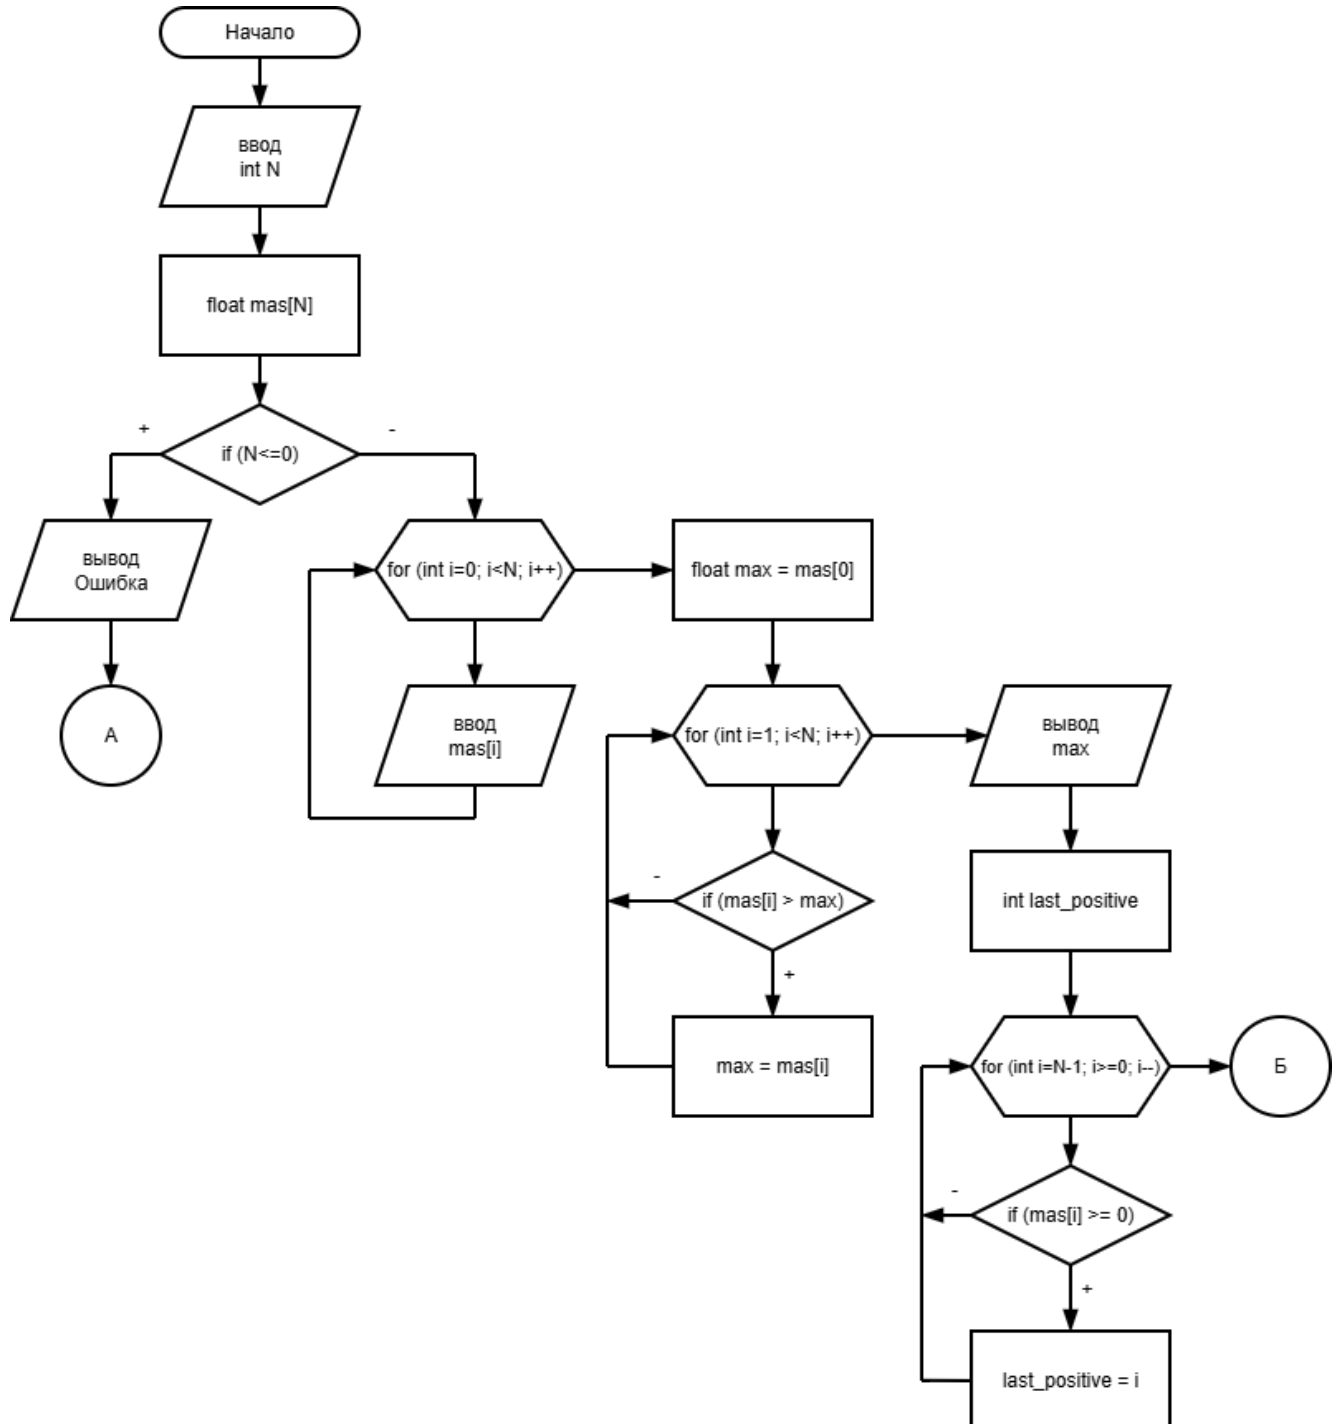 Начало
ввод
int N
float mas[N]
+
-
if (N<=0)
вывод
Ошибка
for (int i=0; i<N; i++)
float max = mas[0]
А
ввод
mas[i]
for (int i=1; i<N; i++)
вывод
max
-
if (mas[i] > max)
int last_positive
+
max = mas[i]
for (int i=N-1; i>=0; i--)
Б
-
if (mas[i] >= 0)
+
last_positive = i